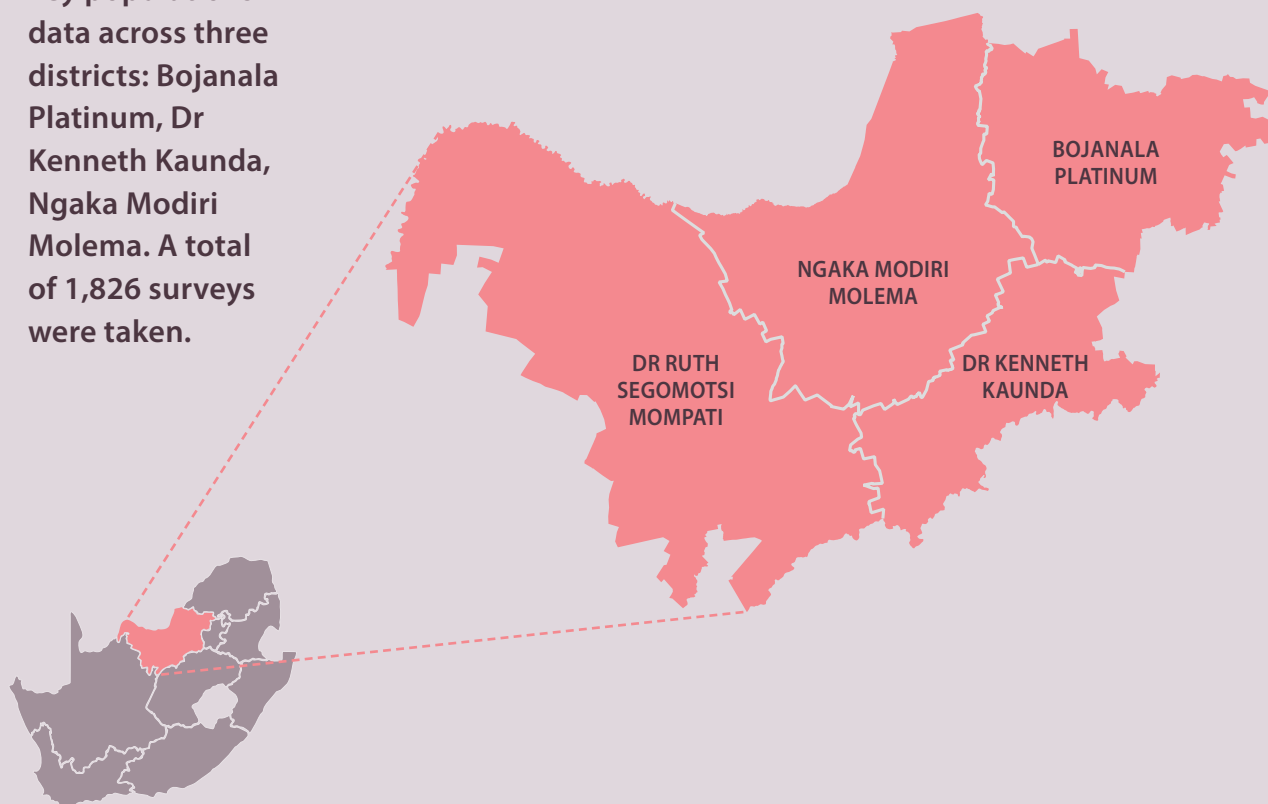 data across three
districts: Bojanala
Platinum, Dr
Kenneth Kaunda,
Ngaka Modiri
Molema. A total
of 1,826 surveys
were taken.
BOJANALA
PLATINUM
NGAKA MODIRI
MOLEMA
DR RUTH
SEGOMOTSI
MOMPATI
DR KENNETH
KAUNDA